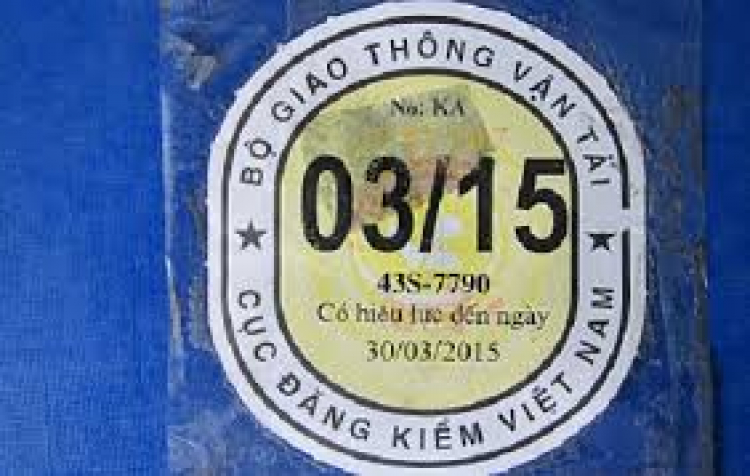 BỘ GIAO THÔNG VẬN TẢI
No: KA
03/15
43S-7790
Có hiệu lực đến ngày
30/03/2015
CỤC ĐĂNG KIỂM VIỆT NAM